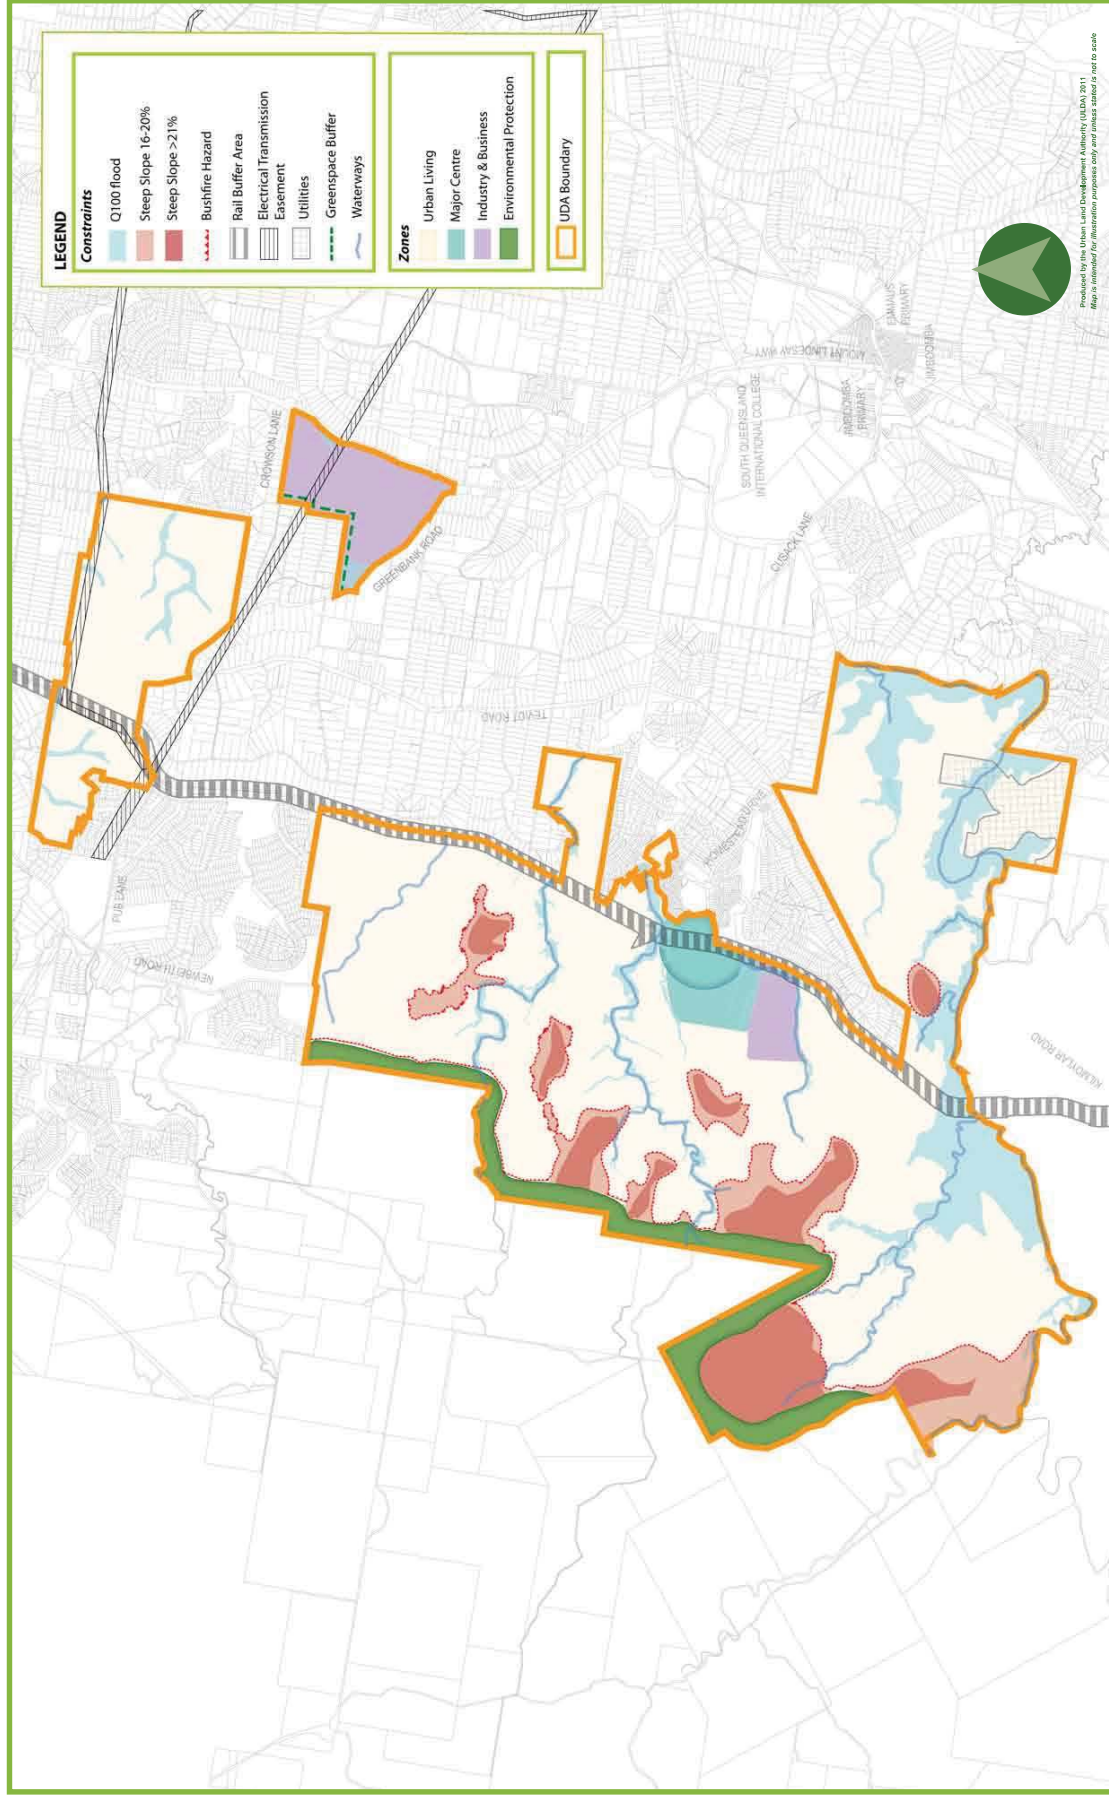 LEGEND
Constraints
Q100 flood
Steep Slope 16-20%
Steep Slope >21%
Bushfire Hazard
Rail Buffer Area
Electrical Transmission
Easement
Utilities
Greenspace Buffer
Waterways
Zones
Urban Living
Major Centre
Industry & Business
Environmental Protection
UDA Boundary
CROWSON LANE
GREENBANK ROAD
TEVIOT ROAD
PUB LANE
NEWBEITH ROAD
HOMESTEAD DRIVE
KILMOYLAR ROAD
CUSACK LANE
SOUTH QUEENSLAND
INTERNATIONAL COLLEGE
MOUNT LINDESAY HWY
JIMBOOMBA
PRIMARY
EMMAUS
PRIMARY
JIMBOOMBA
Produced by the Urban Land Development Authority (ULDA) 2011
Map is intended for illustration purposes only and unless stated is not to scale